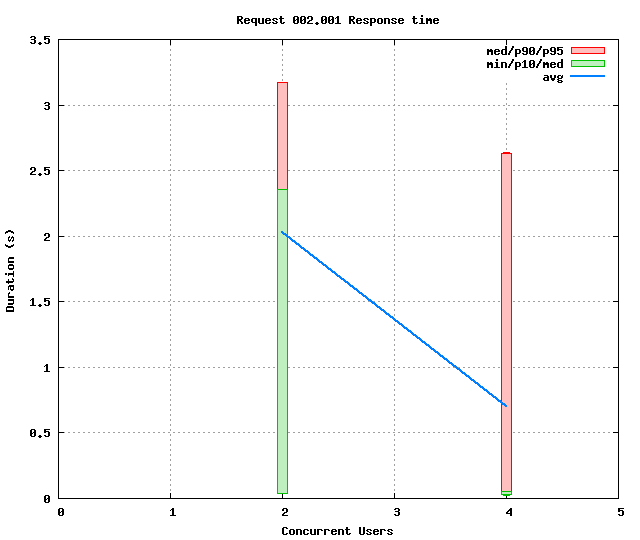 Request 002.001 Response time
med/p90/p95
min/p10/med
avg
3.5
3
2.5
2
1.5
1
0.5
0
Duration (s)
0 1 2 3 4 5
Concurrent Users